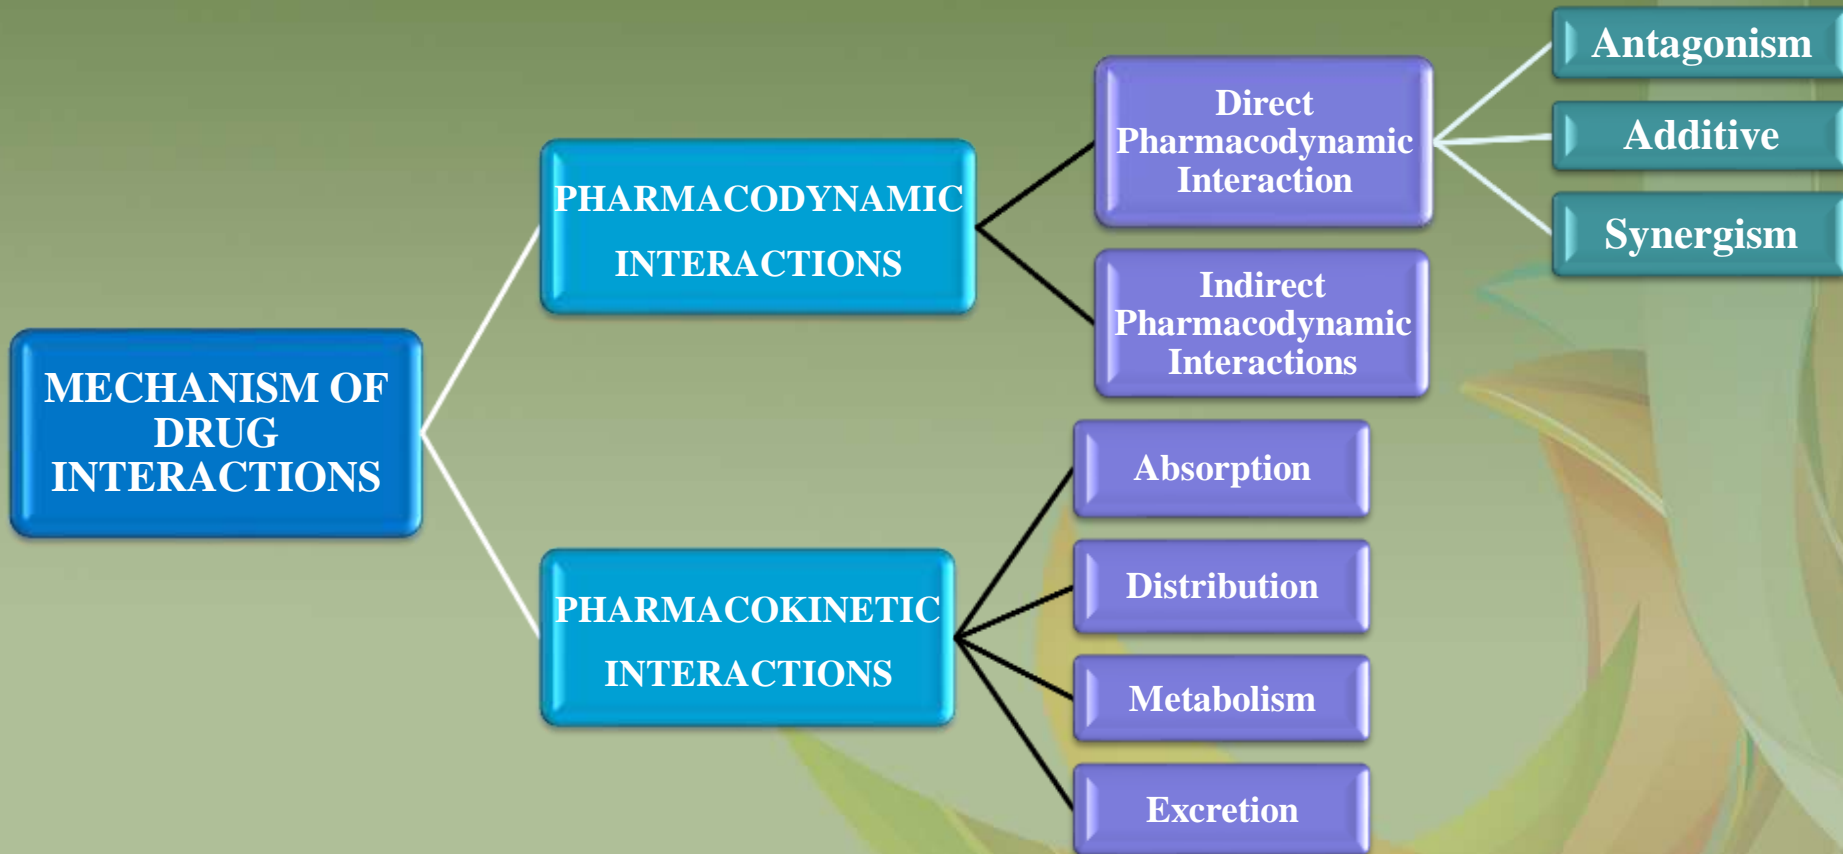 MECHANISM OF
DRUG
INTERACTIONS
PHARMACODYNAMIC
INTERACTIONS
Direct
Pharmacodynamic
Interaction
Antagonism
Additive
Synergism
Indirect
Pharmacodynamic
Interactions
PHARMACOKINETIC
INTERACTIONS
Absorption
Distribution
Metabolism
Excretion